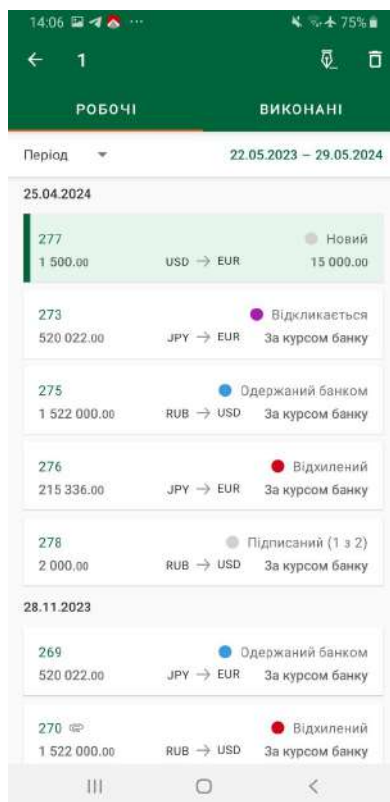 14:06 75%
1
РОБОЧІ ВИКОНАНІ
Період 22.05.2023 – 29.05.2024
25.04.2024
277 Новий
1 500.00 USD → EUR 15 000.00
273 Відкликається
520 022.00 JPY → EUR За курсом банку
275 Одержаний банком
1 522 000.00 RUB → USD За курсом банку
276 Відхилений
215 336.00 JPY → EUR За курсом банку
278 Підписаний (1 з 2)
2 000.00 RUB → USD За курсом банку
28.11.2023
269 Одержаний банком
520 022.00 JPY → EUR За курсом банку
270 Відхилений
1 522 000.00 RUB → USD За курсом банку